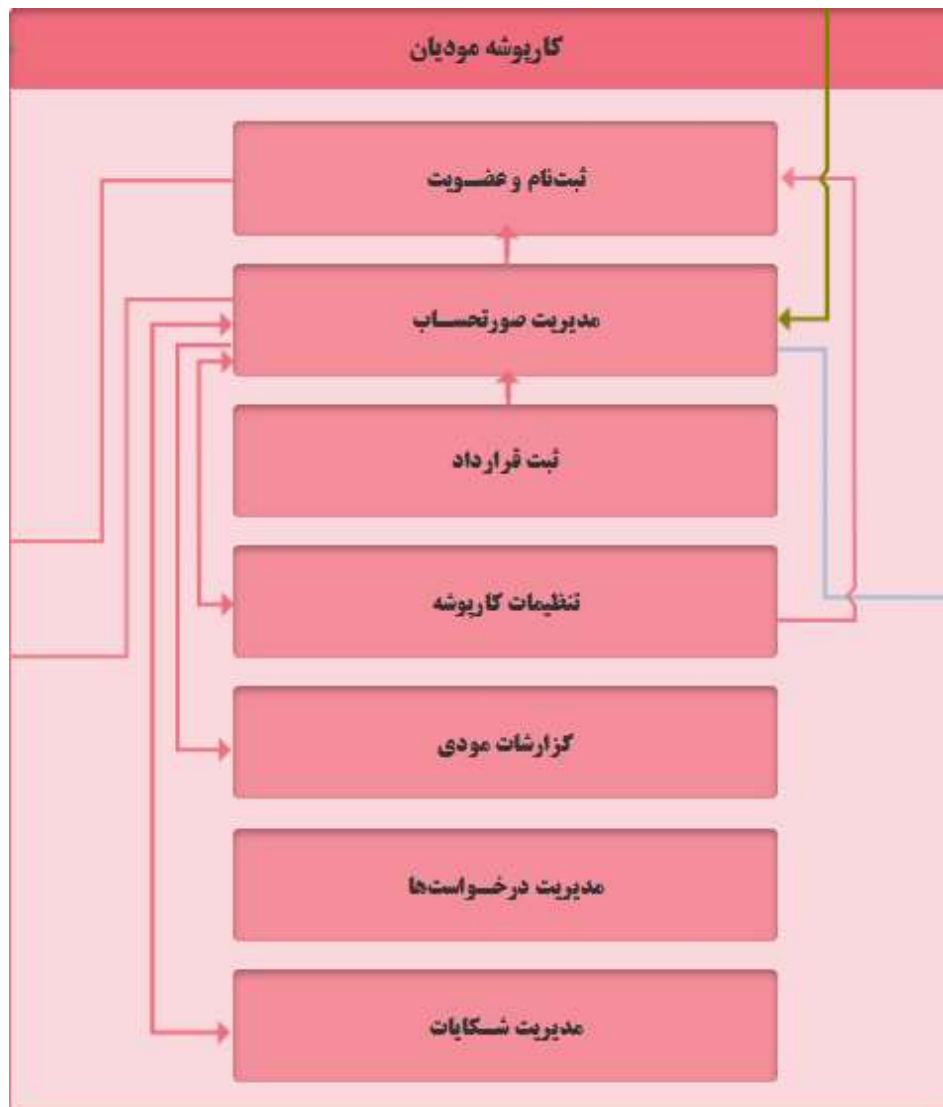 کارپوشه مودیان
ثبت‌نام و عضویت
مدیریت صورتحساب
ثبت قرارداد
تنظیمات کارپوشه
گزارشات مودی
مدیریت درخواست‌ها
مدیریت شکایات